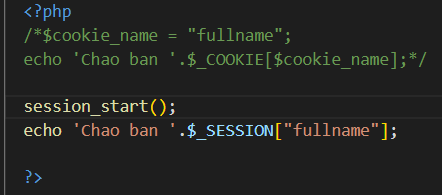 <?php
/*$cookie_name = "fullname";
echo 'Chao ban '.$_COOKIE[$cookie_name];*/
session_start();
echo 'Chao ban '.$_SESSION["fullname"];
?>